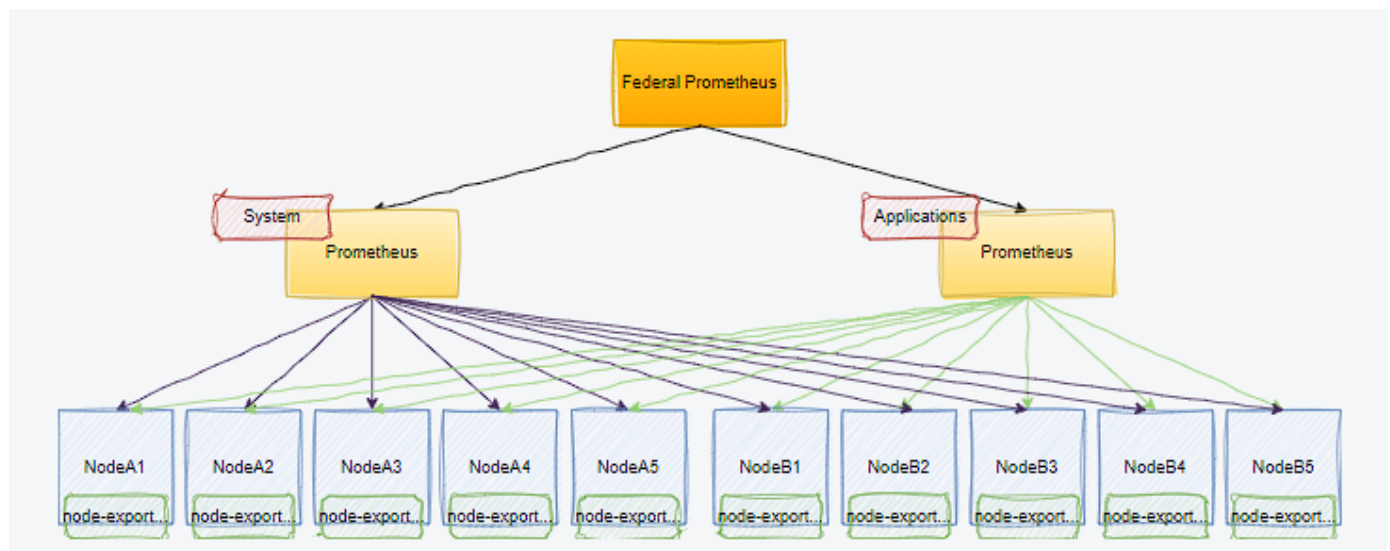 Federal Prometheus
System
Applications
Prometheus
Prometheus
NodeA1
NodeA2
NodeA3
NodeA4
NodeA5
NodeB1
NodeB2
NodeB3
NodeB4
NodeB5
node-export...
node-export...
node-export...
node-export...
node-export...
node-export...
node-export...
node-export...
node-export...
node-export...